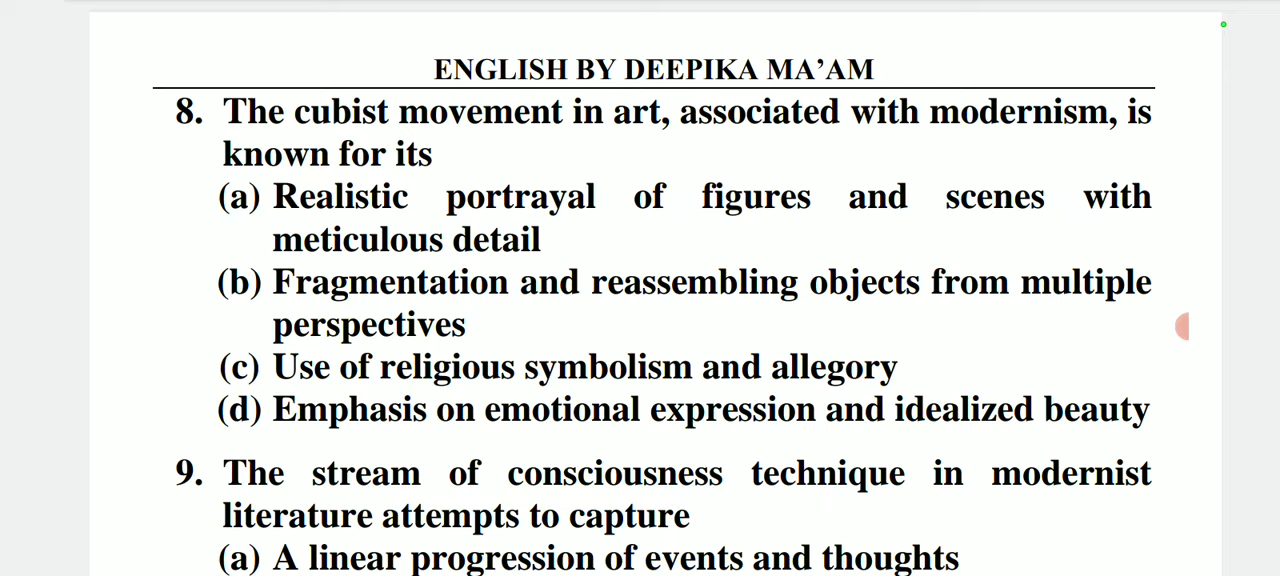 ENGLISH BY DEEPIKA MA’AM
8. The cubist movement in art, associated with modernism, is
known for its
(a) Realistic portrayal of figures and scenes with
meticulous detail
(b) Fragmentation and reassembling objects from multiple
perspectives
(c) Use of religious symbolism and allegory
(d) Emphasis on emotional expression and idealized beauty
9. The stream of consciousness technique in modernist
literature attempts to capture
(a) A linear progression of events and thoughts